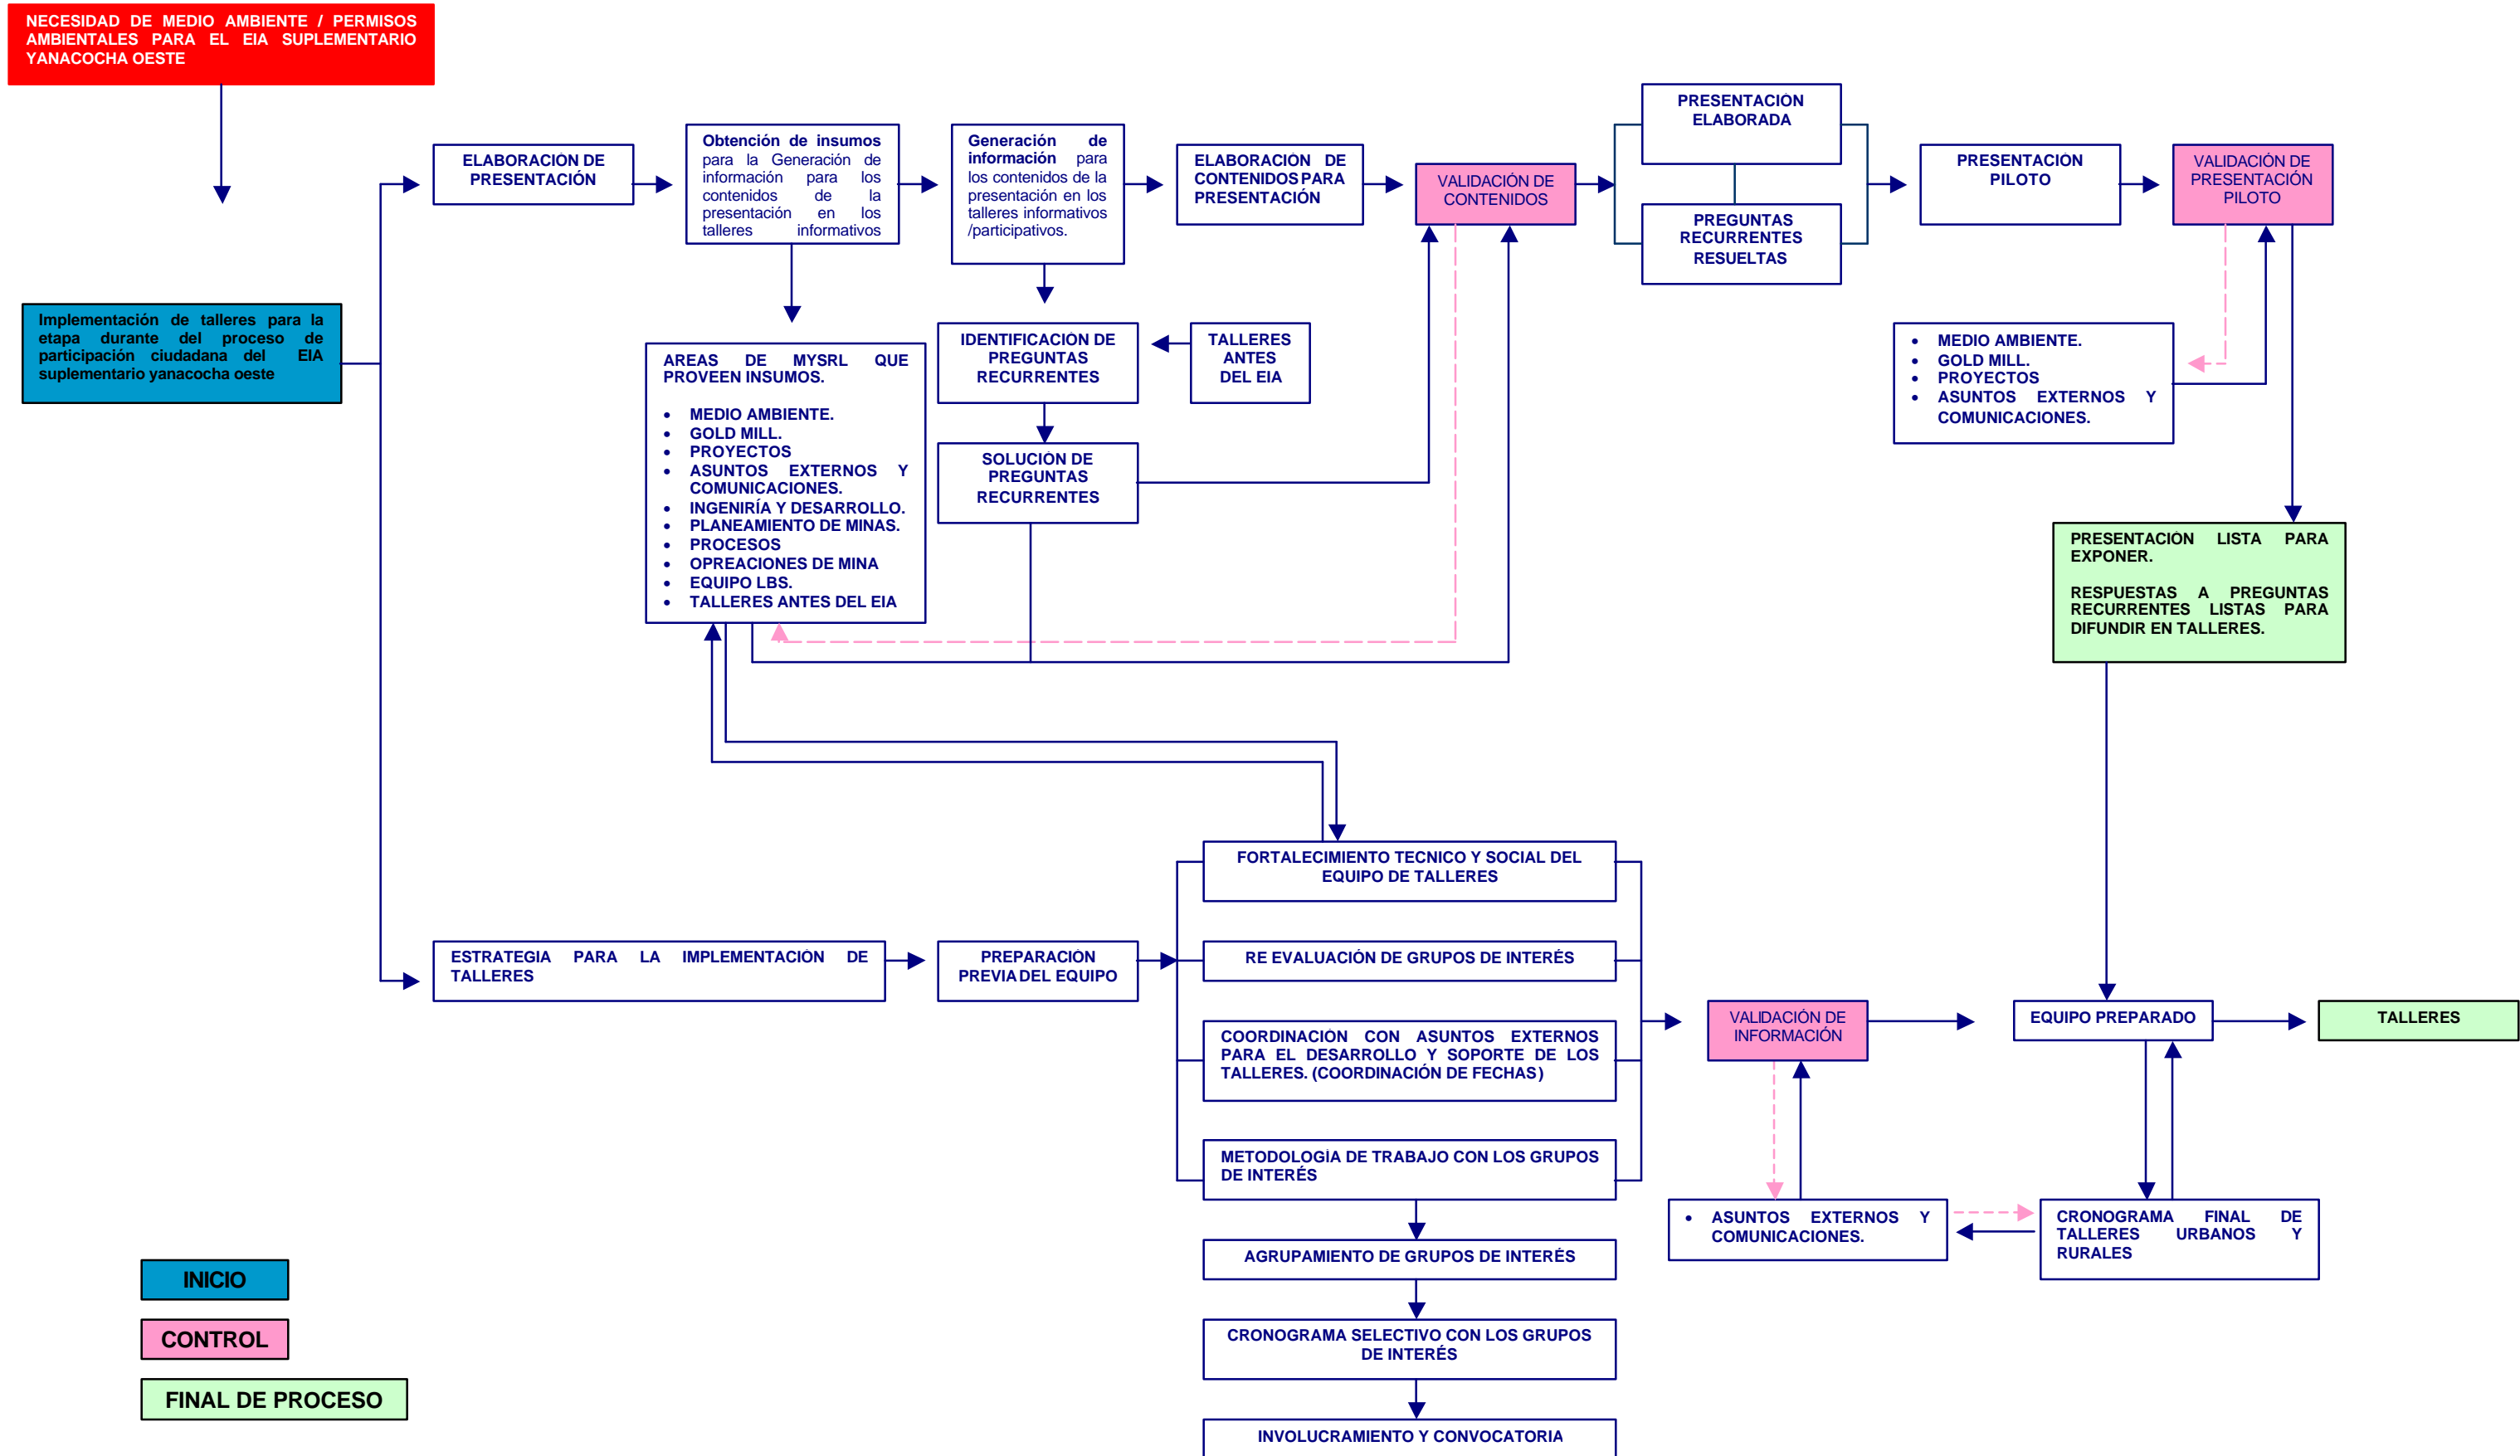 NECESIDAD DE MEDIO AMBIENTE / PERMISOS
AMBIENTALES PARA EL EIA SUPLEMENTARIO
YANACOCHA OESTE
Implementación de talleres para la
etapa durante del proceso de
participación ciudadana del EIA
suplementario yanacocha oeste
ELABORACIÓN DE
PRESENTACIÓN
Obtención de insumos
para la Generación de
información para los
contenidos de la
presentación en los
talleres informativos
Generación de
información para
los contenidos de la
presentación en los
talleres informativos
/participativos.
ELABORACIÓN DE
CONTENIDOS PARA
PRESENTACIÓN
VALIDACIÓN DE
CONTENIDOS
PRESENTACIÓN
ELABORADA
PREGUNTAS
RECURRENTES
RESUELTAS
PRESENTACIÓN
PILOTO
VALIDACIÓN DE
PRESENTACIÓN
PILOTO
AREAS DE MYSRL QUE
PROVEEN INSUMOS.
• MEDIO AMBIENTE.
• GOLD MILL.
• PROYECTOS
• ASUNTOS EXTERNOS Y
COMUNICACIONES.
• INGENIRÍA Y DESARROLLO.
• PLANEAMIENTO DE MINAS.
• PROCESOS
• OPREACIONES DE MINA
• EQUIPO LBS.
• TALLERES ANTES DEL EIA
IDENTIFICACIÓN DE
PREGUNTAS
RECURRENTES
TALLERES
ANTES
DEL EIA
SOLUCIÓN DE
PREGUNTAS
RECURRENTES
• MEDIO AMBIENTE.
• GOLD MILL.
• PROYECTOS
• ASUNTOS EXTERNOS Y
COMUNICACIONES.
PRESENTACIÓN LISTA PARA
EXPONER.
RESPUESTAS A PREGUNTAS
RECURRENTES LISTAS PARA
DIFUNDIR EN TALLERES.
ESTRATEGIA PARA LA IMPLEMENTACIÓN DE
TALLERES
PREPARACIÓN
PREVIA DEL EQUIPO
FORTALECIMIENTO TECNICO Y SOCIAL DEL
EQUIPO DE TALLERES
RE EVALUACIÓN DE GRUPOS DE INTERÉS
COORDINACIÓN CON ASUNTOS EXTERNOS
PARA EL DESARROLLO Y SOPORTE DE LOS
TALLERES. (COORDINACIÓN DE FECHAS)
METODOLOGÍA DE TRABAJO CON LOS GRUPOS
DE INTERÉS
AGRUPAMIENTO DE GRUPOS DE INTERÉS
CRONOGRAMA SELECTIVO CON LOS GRUPOS
DE INTERÉS
INVOLUCRAMIENTO Y CONVOCATORIA
VALIDACIÓN DE
INFORMACIÓN
EQUIPO PREPARADO
TALLERES
• ASUNTOS EXTERNOS Y
COMUNICACIONES.
CRONOGRAMA FINAL DE
TALLERES URBANOS Y
RURALES
INICIO
CONTROL
FINAL DE PROCESO